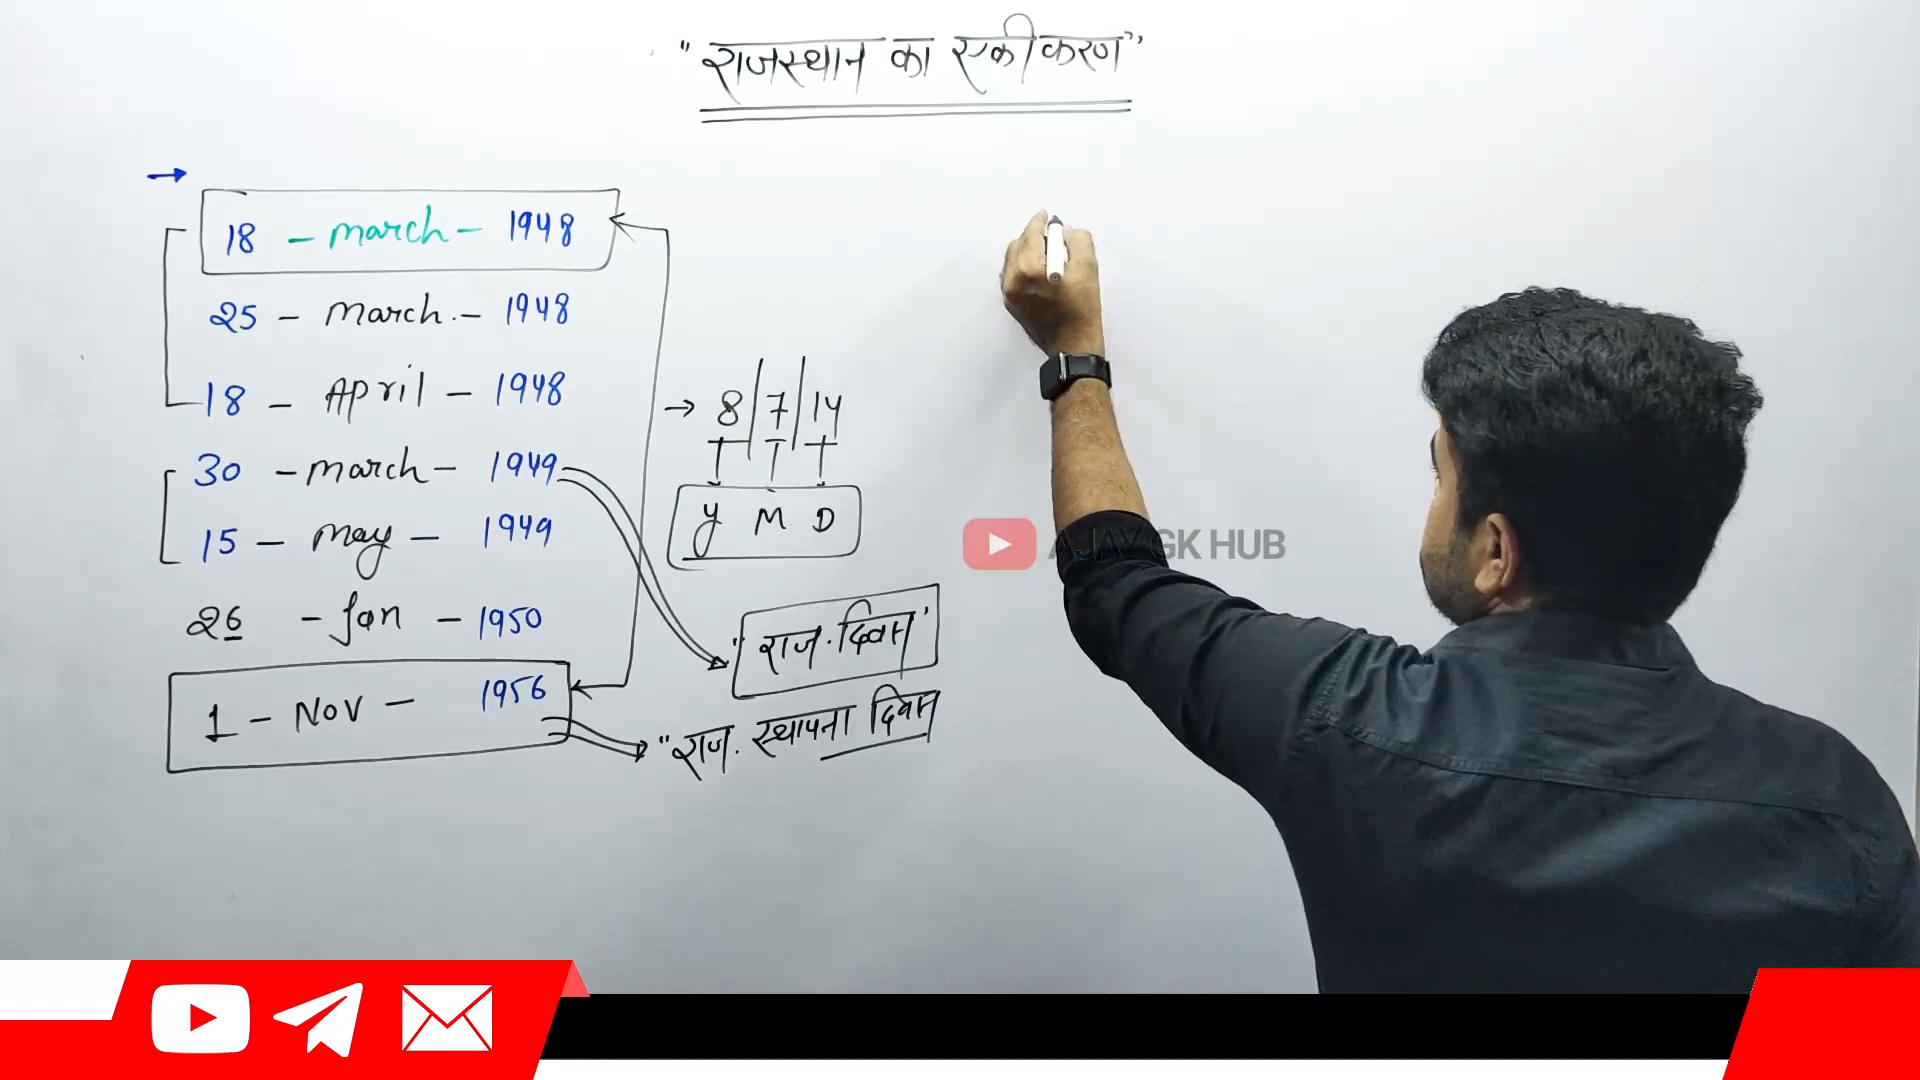 "राजस्थान का एकीकरण"
18 - march - 1948
25 - march - 1948
18 - April - 1948
30 - march - 1949
15 - may - 1949
26 - Jan - 1950
1 - Nov - 1956
8/7/14
y M D
"राज. दिवस"
"राज. स्थापना दिवस
AJAY GK HUB